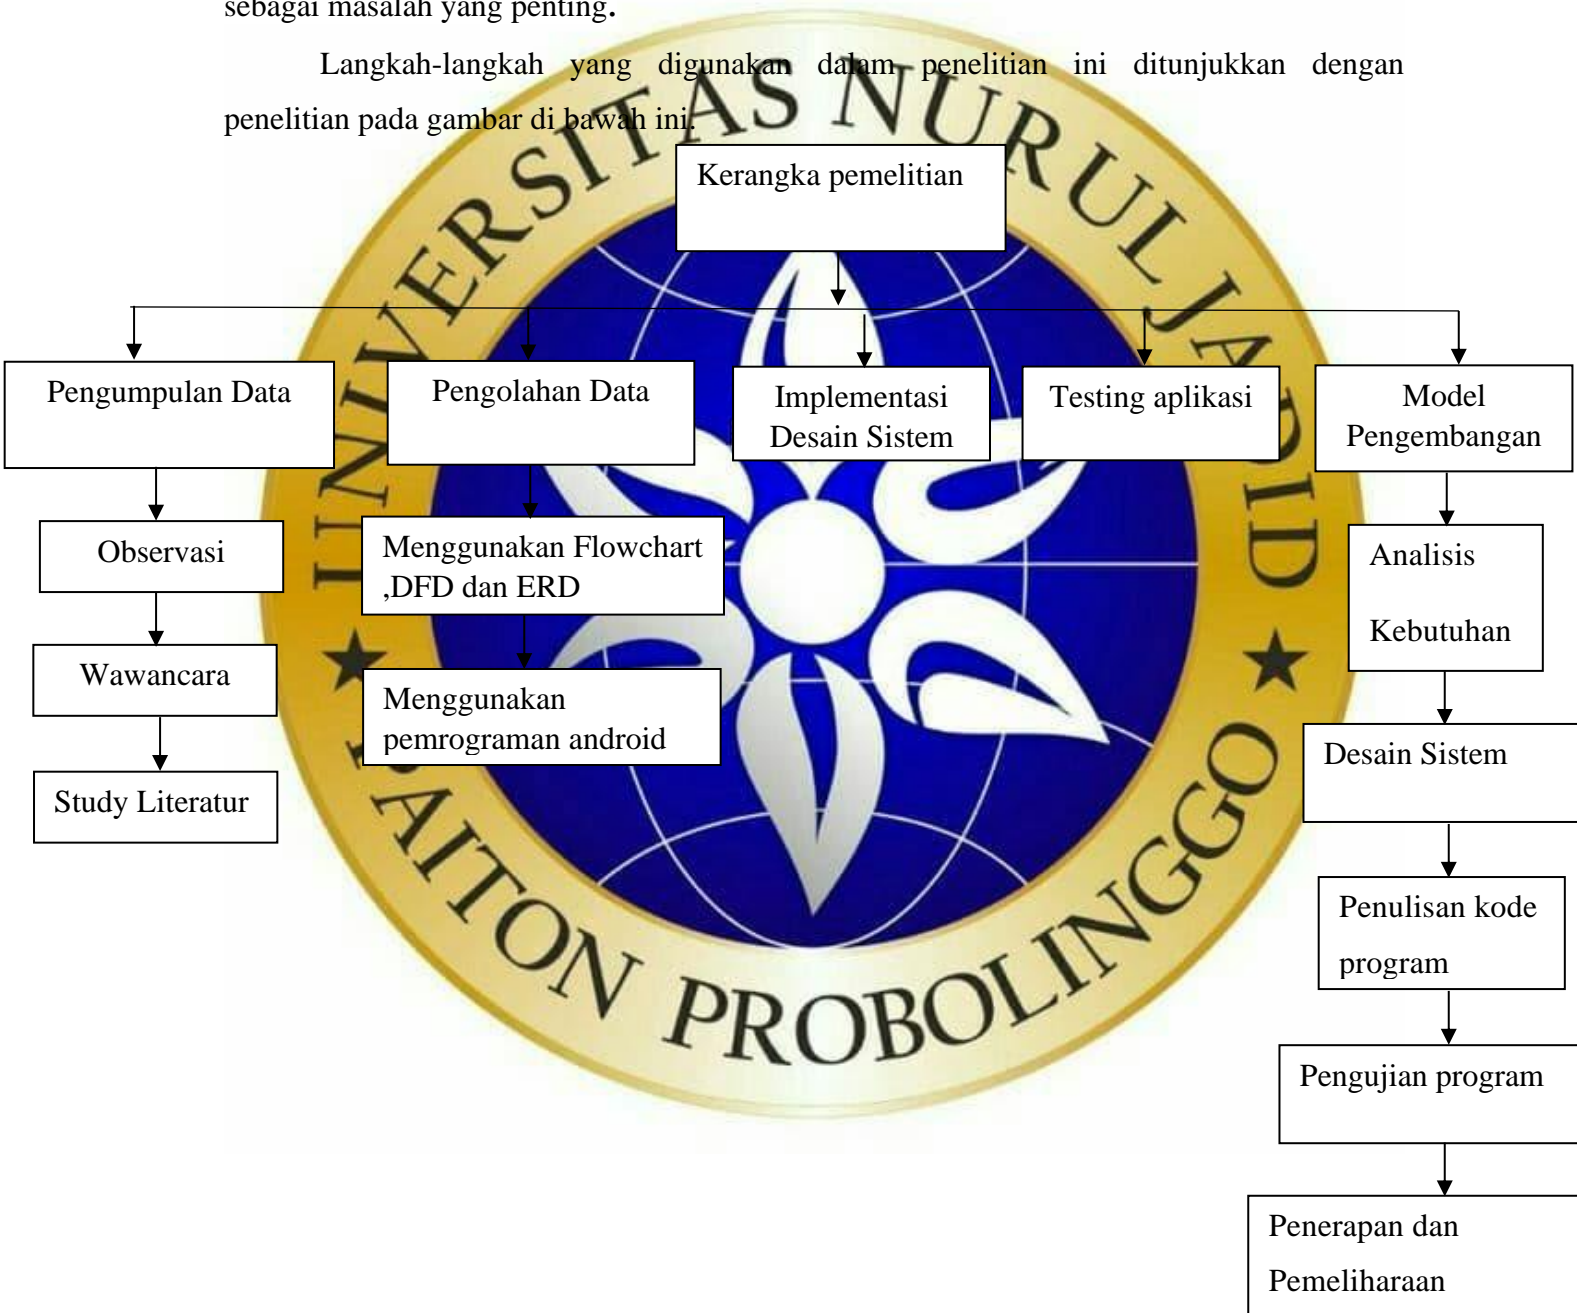 sebagai masalah yang penting.
Langkah-langkah yang digunakan dalam penelitian ini ditunjukkan dengan
penelitian pada gambar di bawah ini.
Kerangka pemelitian
Pengumpulan Data
Observasi
Wawancara
Study Literatur
Pengolahan Data
Menggunakan Flowchart
,DFD dan ERD
Menggunakan
pemrograman android
Implementasi
Desain Sistem
Testing aplikasi
Model
Pengembangan
Analisis
Kebutuhan
Desain Sistem
Penulisan kode
program
Pengujian program
Penerapan dan
Pemeliharaan
UNIVERSITAS NURUL JADID
PAITON PROBOLINGGO